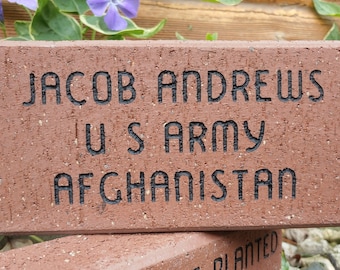 JACOB ANDREWS
U S ARMY
AFGHANISTAN
PLANTED